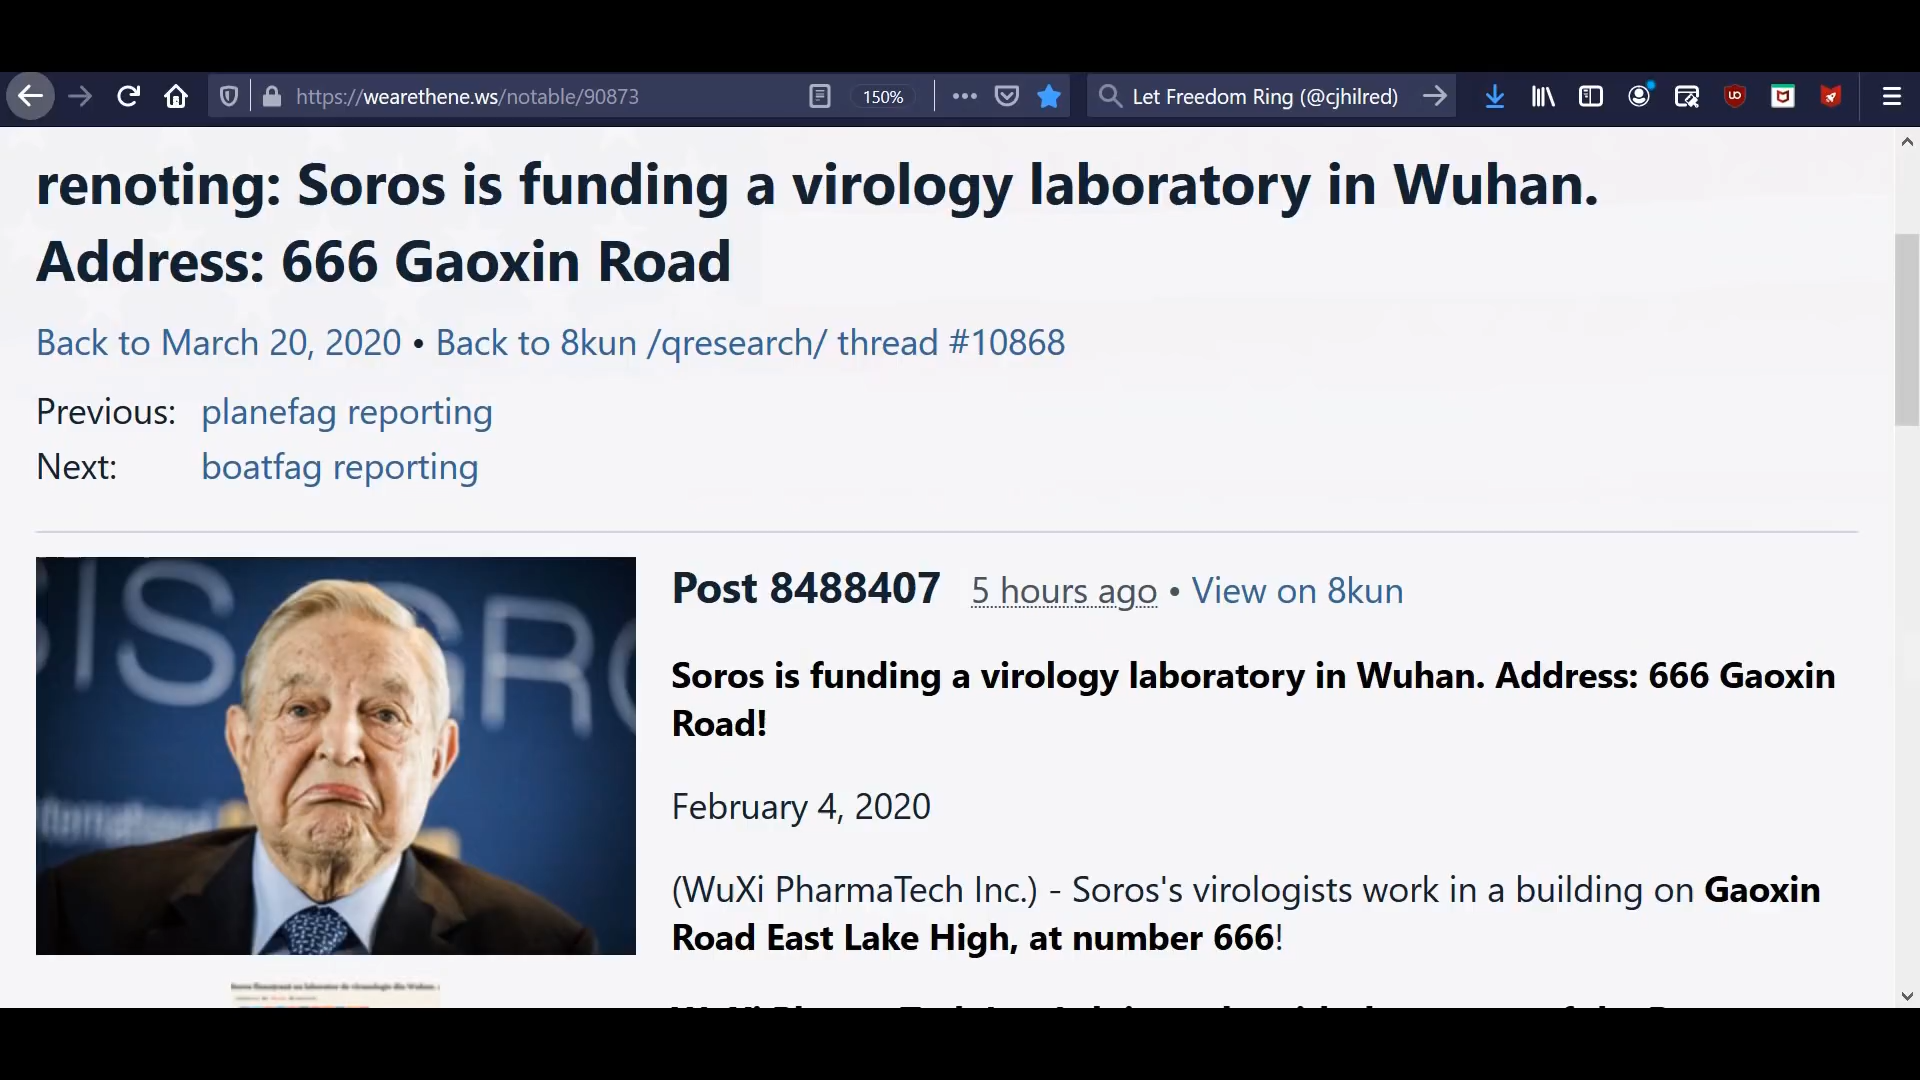 https://wearethene.ws/notable/90873
150%
Let Freedom Ring (@cjhilred)
renoting: Soros is funding a virology laboratory in Wuhan.
Address: 666 Gaoxin Road
Back to March 20, 2020 • Back to 8kun /qresearch/ thread #10868
Previous: planefag reporting
Next: boatfag reporting
Post 8488407 5 hours ago • View on 8kun
Soros is funding a virology laboratory in Wuhan. Address: 666 Gaoxin
Road!
February 4, 2020
(WuXi PharmaTech Inc.) - Soros's virologists work in a building on Gaoxin
Road East Lake High, at number 666!